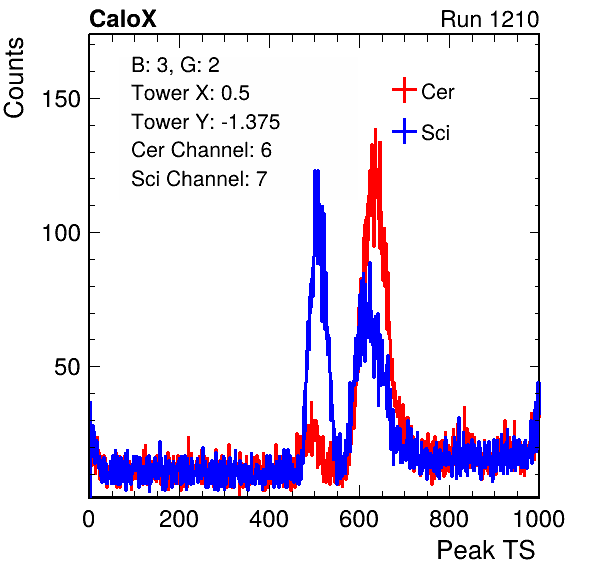 CaloX Run 1210
Counts
B: 3, G: 2
Tower X: 0.5
Tower Y: -1.375
Cer Channel: 6
Sci Channel: 7
Cer
Sci
150
100
50
0 200 400 600 800 1000
Peak TS